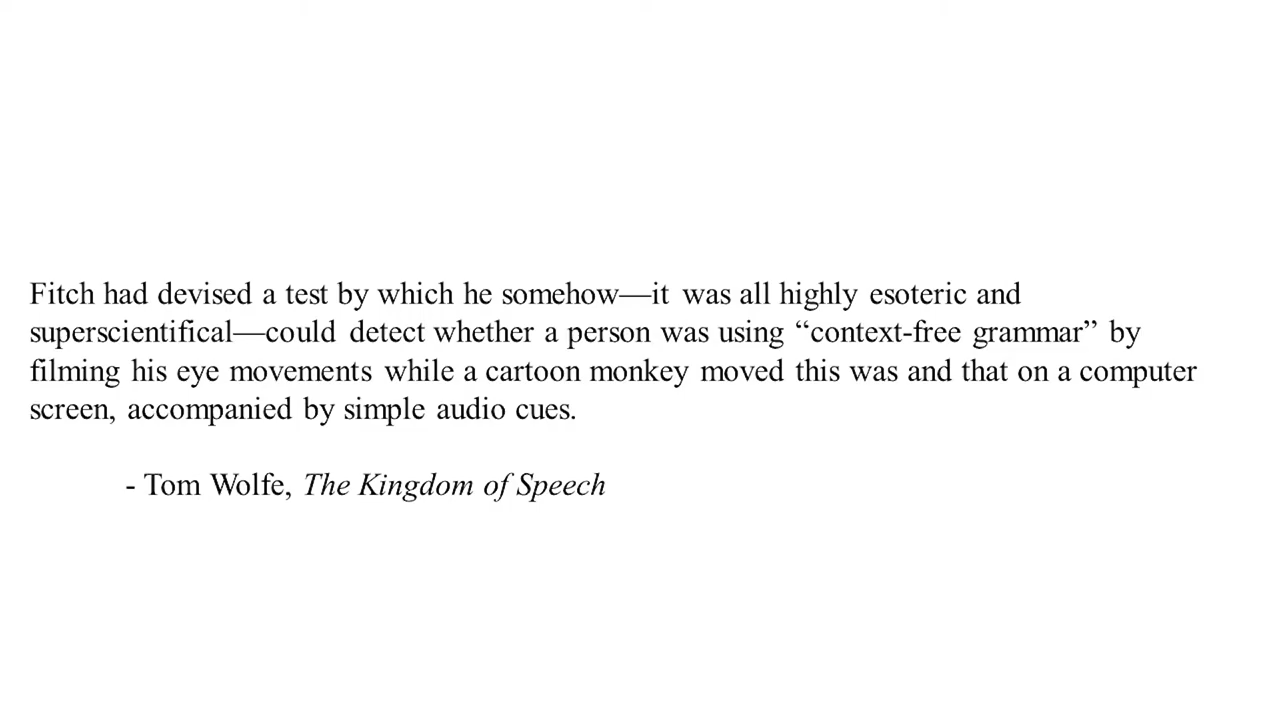 Fitch had devised a test by which he somehow—it was all highly esoteric and
superscientifical—could detect whether a person was using “context-free grammar” by
filming his eye movements while a cartoon monkey moved this was and that on a computer
screen, accompanied by simple audio cues.
- Tom Wolfe, The Kingdom of Speech